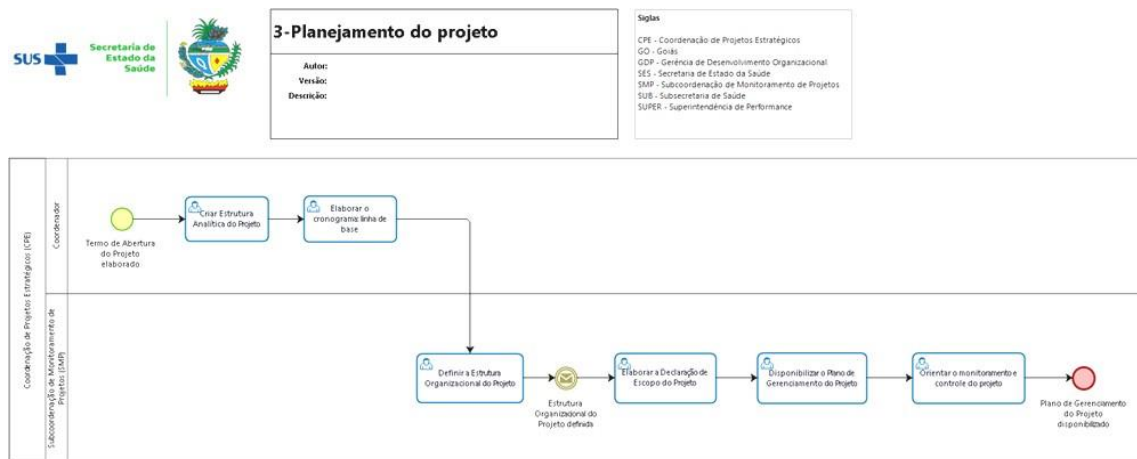 SUS
Secretaria de
Estado da
Saúde
3-Planejamento do projeto
Autor:
Versão:
Descrição:
Siglas
CPE - Coordenação de Projetos Estratégicos
GO - Goiás
GDP - Gerência de Desenvolvimento Organizacional
SES - Secretaria de Estado da Saúde
SMP - Subcoordenação de Monitoramento de Projetos
SUB - Subsecretaria de Saúde
SUPER - Superintendência de Performance
Coordenação de Projetos Estratégicos (CPE)
Coordenador
Termo de Abertura
do Projeto
elaborado
Criar Estrutura
Analítica do Projeto
Elaborar o
cronograma: linha de
base
Subcoordenação de Monitoramento de
Projetos (SMP)
Definir a Estrutura
Organizacional do Projeto
Estrutura
Organizacional do
Projeto definida
Elaborar a Declaração de
Escopo do Projeto
Disponibilizar o Plano de
Gerenciamento do Projeto
Orientar o monitoramento e
controle do projeto
Plano de Gerenciamento
do Projeto
disponibilizado